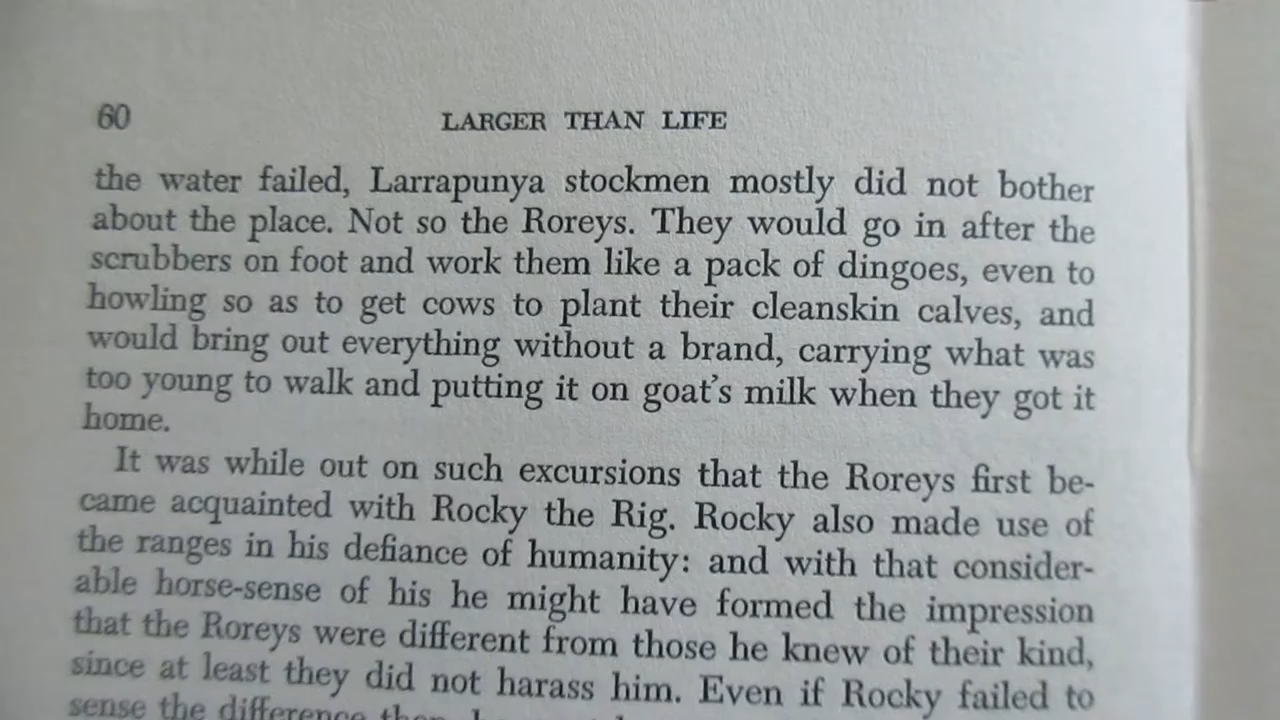 60 LARGER THAN LIFE
the water failed, Larrapunya stockmen mostly did not bother
about the place. Not so the Roreys. They would go in after the
scrubbers on foot and work them like a pack of dingoes, even to
howling so as to get cows to plant their cleanskin calves, and
would bring out everything without a brand, carrying what was
too young to walk and putting it on goat's milk when they got it
home.
It was while out on such excursions that the Roreys first be-
came acquainted with Rocky the Rig. Rocky also made use of
the ranges in his defiance of humanity: and with that consider-
able horse-sense of his he might have formed the impression
that the Roreys were different from those he knew of their kind,
since at least they did not harass him. Even if Rocky failed to
sense the difference